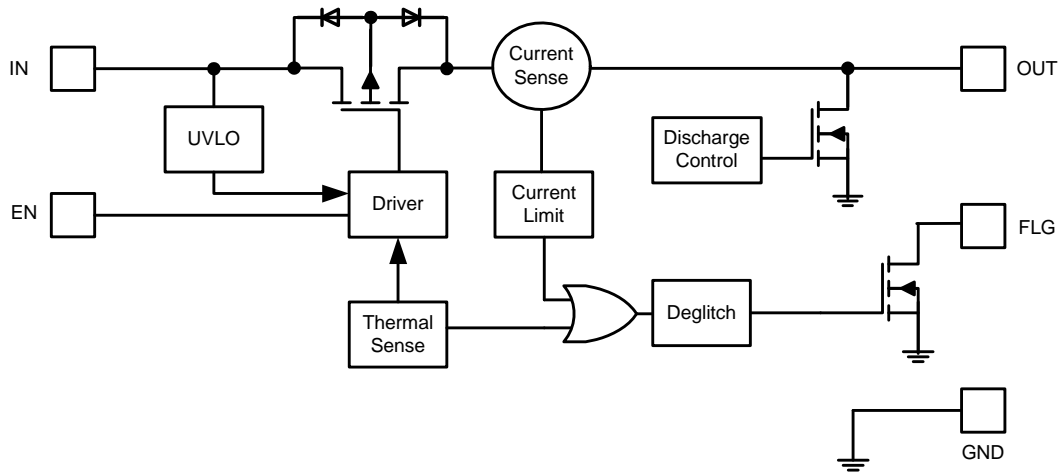 IN
Current
Sense
OUT
UVLO
Discharge
Control
EN
Driver
Current
Limit
FLG
Thermal
Sense
Deglitch
GND